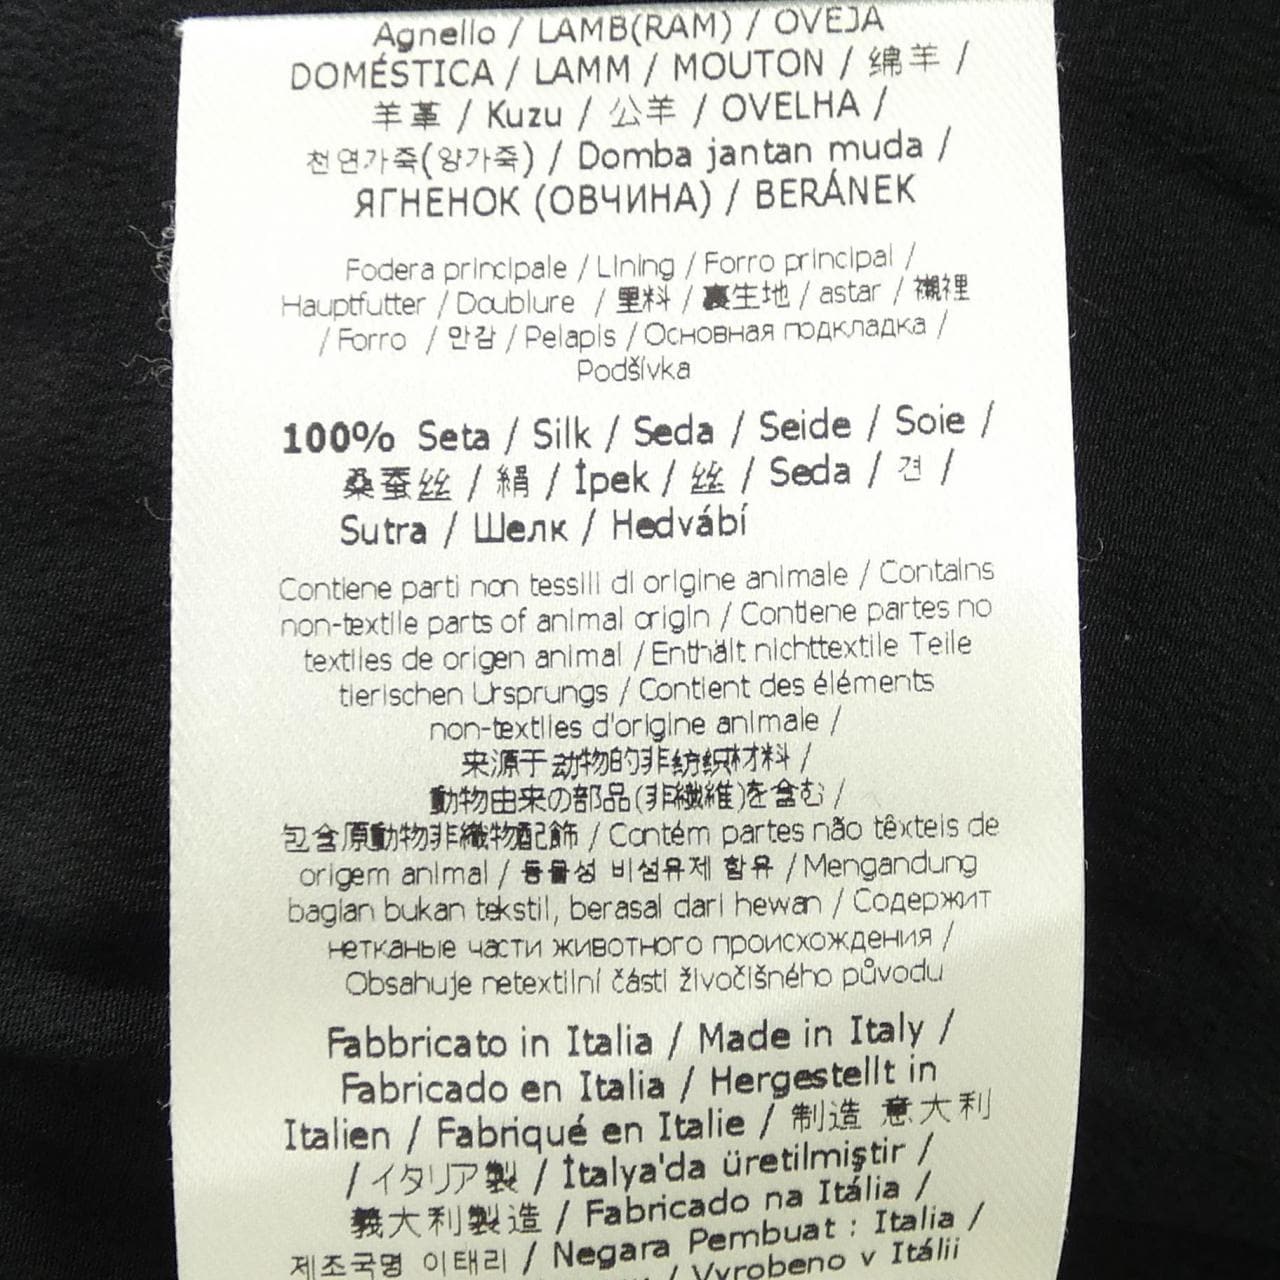 Agnello / LAMB(RAM) / OVEJA
DOMÉSTICA / LAMM / MOUTON / 绵羊 /
羊革 / Kuzu / 公羊 / OVELHA /
천연가죽(양가죽) / Domba jantan muda /
ЯГНЕНОК (ОВЧИНА) / BERÁNEK
Fodera principale / Lining / Forro principal /
Hauptfutter / Doublure / 里料 / 裏生地 / astar / 襯裡
/ Forro / 안감 / Pelapis / Основная подкладка /
Podšívka
100% Seta / Silk / Seda / Seide / Soie /
桑蚕丝 / 絹 / İpek / 丝 / Seda / 견 /
Sutra / Шелк / Hedvábí
Contiene parti non tessili di origine animale / Contains
non-textile parts of animal origin / Contiene partes no
textiles de origen animal / Enthält nichttextile Teile
tierischen Ursprungs / Contient des éléments
non-textiles d'origine animale /
来源于动物的非纺织材料 /
動物由来の部品(非繊維)を含む /
包含原動物非織物配飾 / Contém partes não têxteis de
origem animal / 동물성 비섬유제 함유 / Mengandung
bagian bukan tekstil, berasal dari hewan / Содержит
нетканые части животного происхождения /
Obsahuje netextilní části živočišného původu
Fabbricato in Italia / Made in Italy /
Fabricado en Italia / Hergestellt in
Italien / Fabriqué en Italie / 制造 意大利
/ イタリア製 / İtalya'da üretilmiştir /
義大利製造 / Fabricado na Itália /
제조국명 이태리 / Negara Pembuat : Italia /
/ Vyrobeno v Itálii